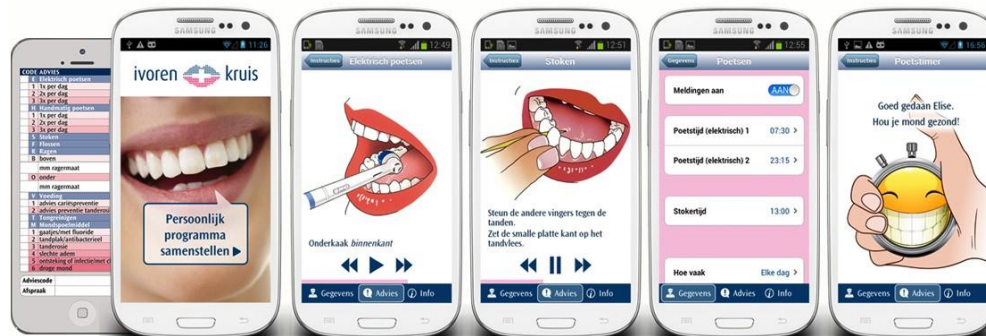 CODE ADVIES
E Elektrisch poetsen
1 1x per dag
2 2x per dag
3 3x per dag
H Handmatig poetsen
1 1x per dag
2 2x per dag
3 3x per dag
S Stoken
F Flossen
R Ragen
B boven
mm ragermaat
O onder
mm ragermaat
V Voeding
1 advies cariëspreventie
2 advies preventie tanderosi
T Tongreinigen
M Mondspoelmiddel
1 gaatjes/met fluoride
2 tandplak/antibacterieel
3 tanderosie
4 slechte adem
5 ontsteking of infectie/met c
6 droge mond
Adviescode
Afspraak
SAMSUNG
11:26
ivoren kruis
Persoonlijk
programma
samenstellen
SAMSUNG
12:49
Instructies Elektrisch poetsen
Onderkaak binnenkant
Gegevens Advies Info
SAMSUNG
12:51
Instructies Stoken
Steun de andere vingers tegen de
tanden.
Zet de smalle platte kant op het
tandvlees.
Gegevens Advies Info
SAMSUNG
12:55
Gegevens Poetsen
Meldingen aan AAN
Poetstijd (elektrisch) 1 07:30
Poetstijd (elektrisch) 2 23:15
Stokertijd 13:00
Hoe vaak Elke dag
Gegevens Advies Info
SAMSUNG
16:56
Instructies Poetstimer
Goed gedaan Elise.
Hou je mond gezond!